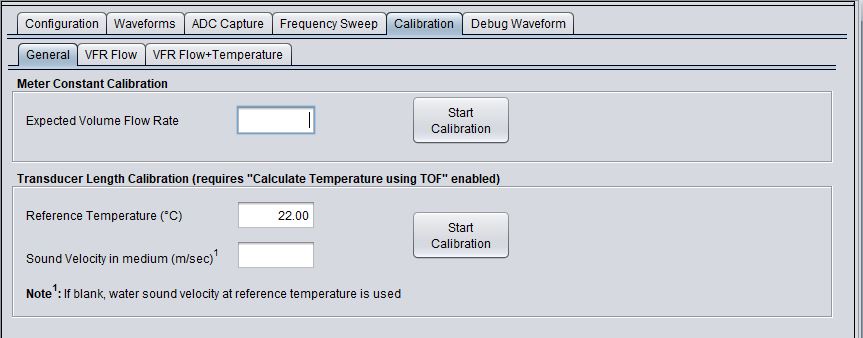 Configuration Waveforms ADC Capture Frequency Sweep Calibration Debug Waveform
General VFR Flow VFR Flow+Temperature
Meter Constant Calibration
Expected Volume Flow Rate
Start
Calibration
Transducer Length Calibration (requires "Calculate Temperature using TOF" enabled)
Reference Temperature (°C) 22.00
Start
Calibration
Sound Velocity in medium (m/sec)¹
Note¹: If blank, water sound velocity at reference temperature is used